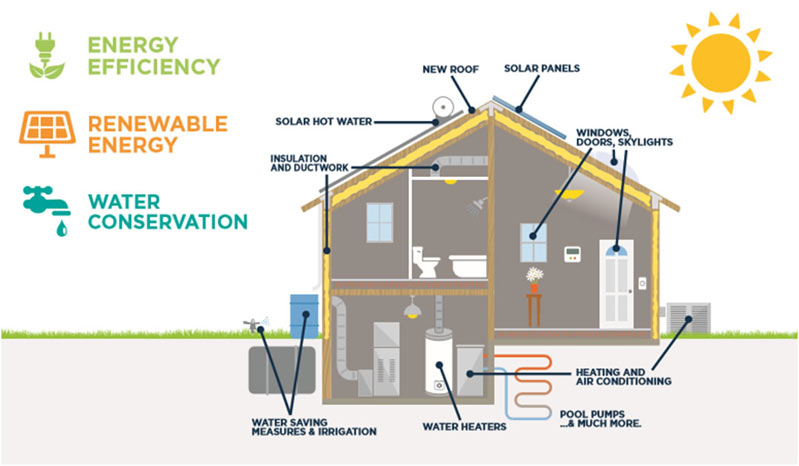 ENERGY
EFFICIENCY
RENEWABLE
ENERGY
WATER
CONSERVATION
NEW ROOF
SOLAR PANELS
SOLAR HOT WATER
WINDOWS,
DOORS, SKYLIGHTS
INSULATION
AND DUCTWORK
HEATING AND
AIR CONDITIONING
WATER SAVING
MEASURES & IRRIGATION
WATER HEATERS
POOL PUMPS
...& MUCH MORE.